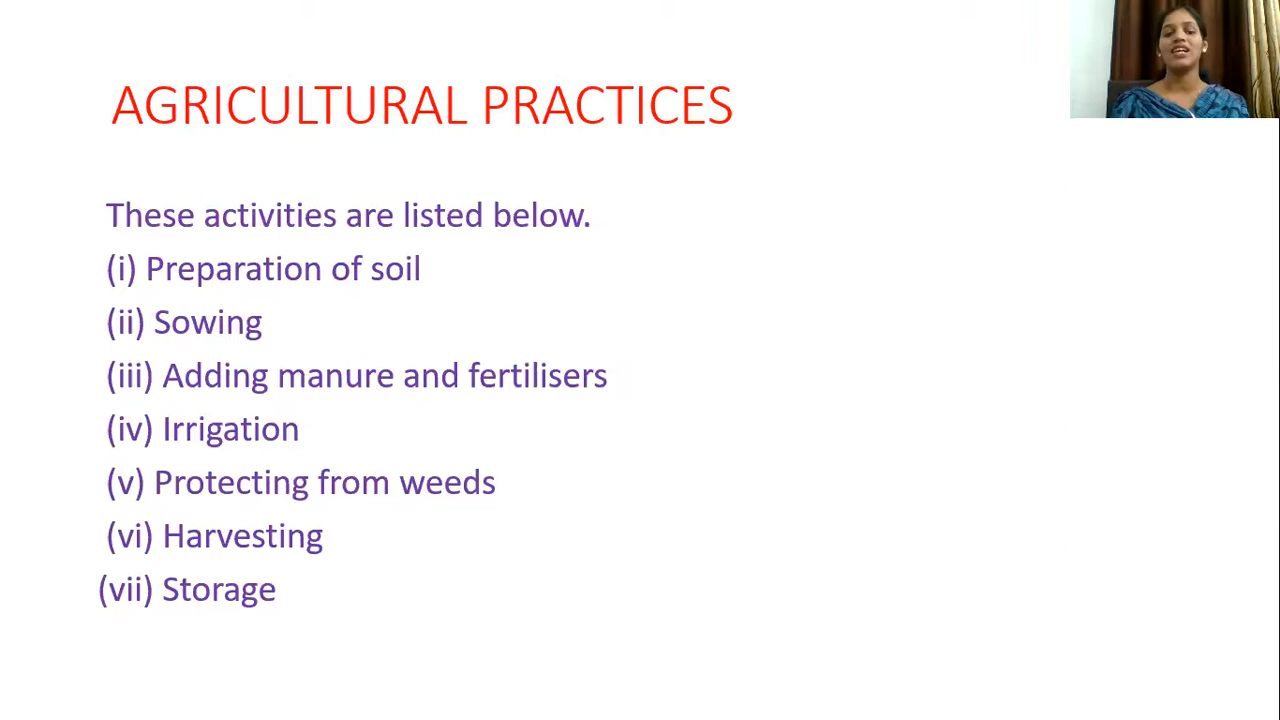 AGRICULTURAL PRACTICES
These activities are listed below.
(i) Preparation of soil
(ii) Sowing
(iii) Adding manure and fertilisers
(iv) Irrigation
(v) Protecting from weeds
(vi) Harvesting
(vii) Storage